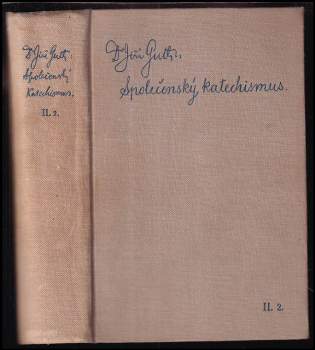 Dr Jiří Guth:
Společenský
Katechismus.
II. 2.
Dr Jiří Guth:
Společenský katechismus.
II. 2.